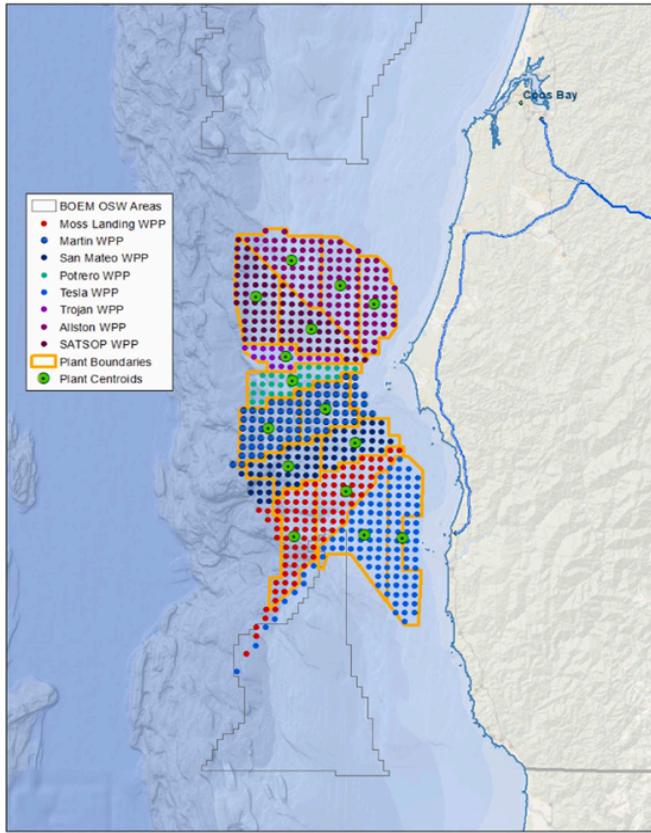 Coos Bay
BOEM OSW Areas
Moss Landing WPP
Martin WPP
San Mateo WPP
Potrero WPP
Tesla WPP
Trojan WPP
Allston WPP
SATSOP WPP
Plant Boundaries
Plant Centroids